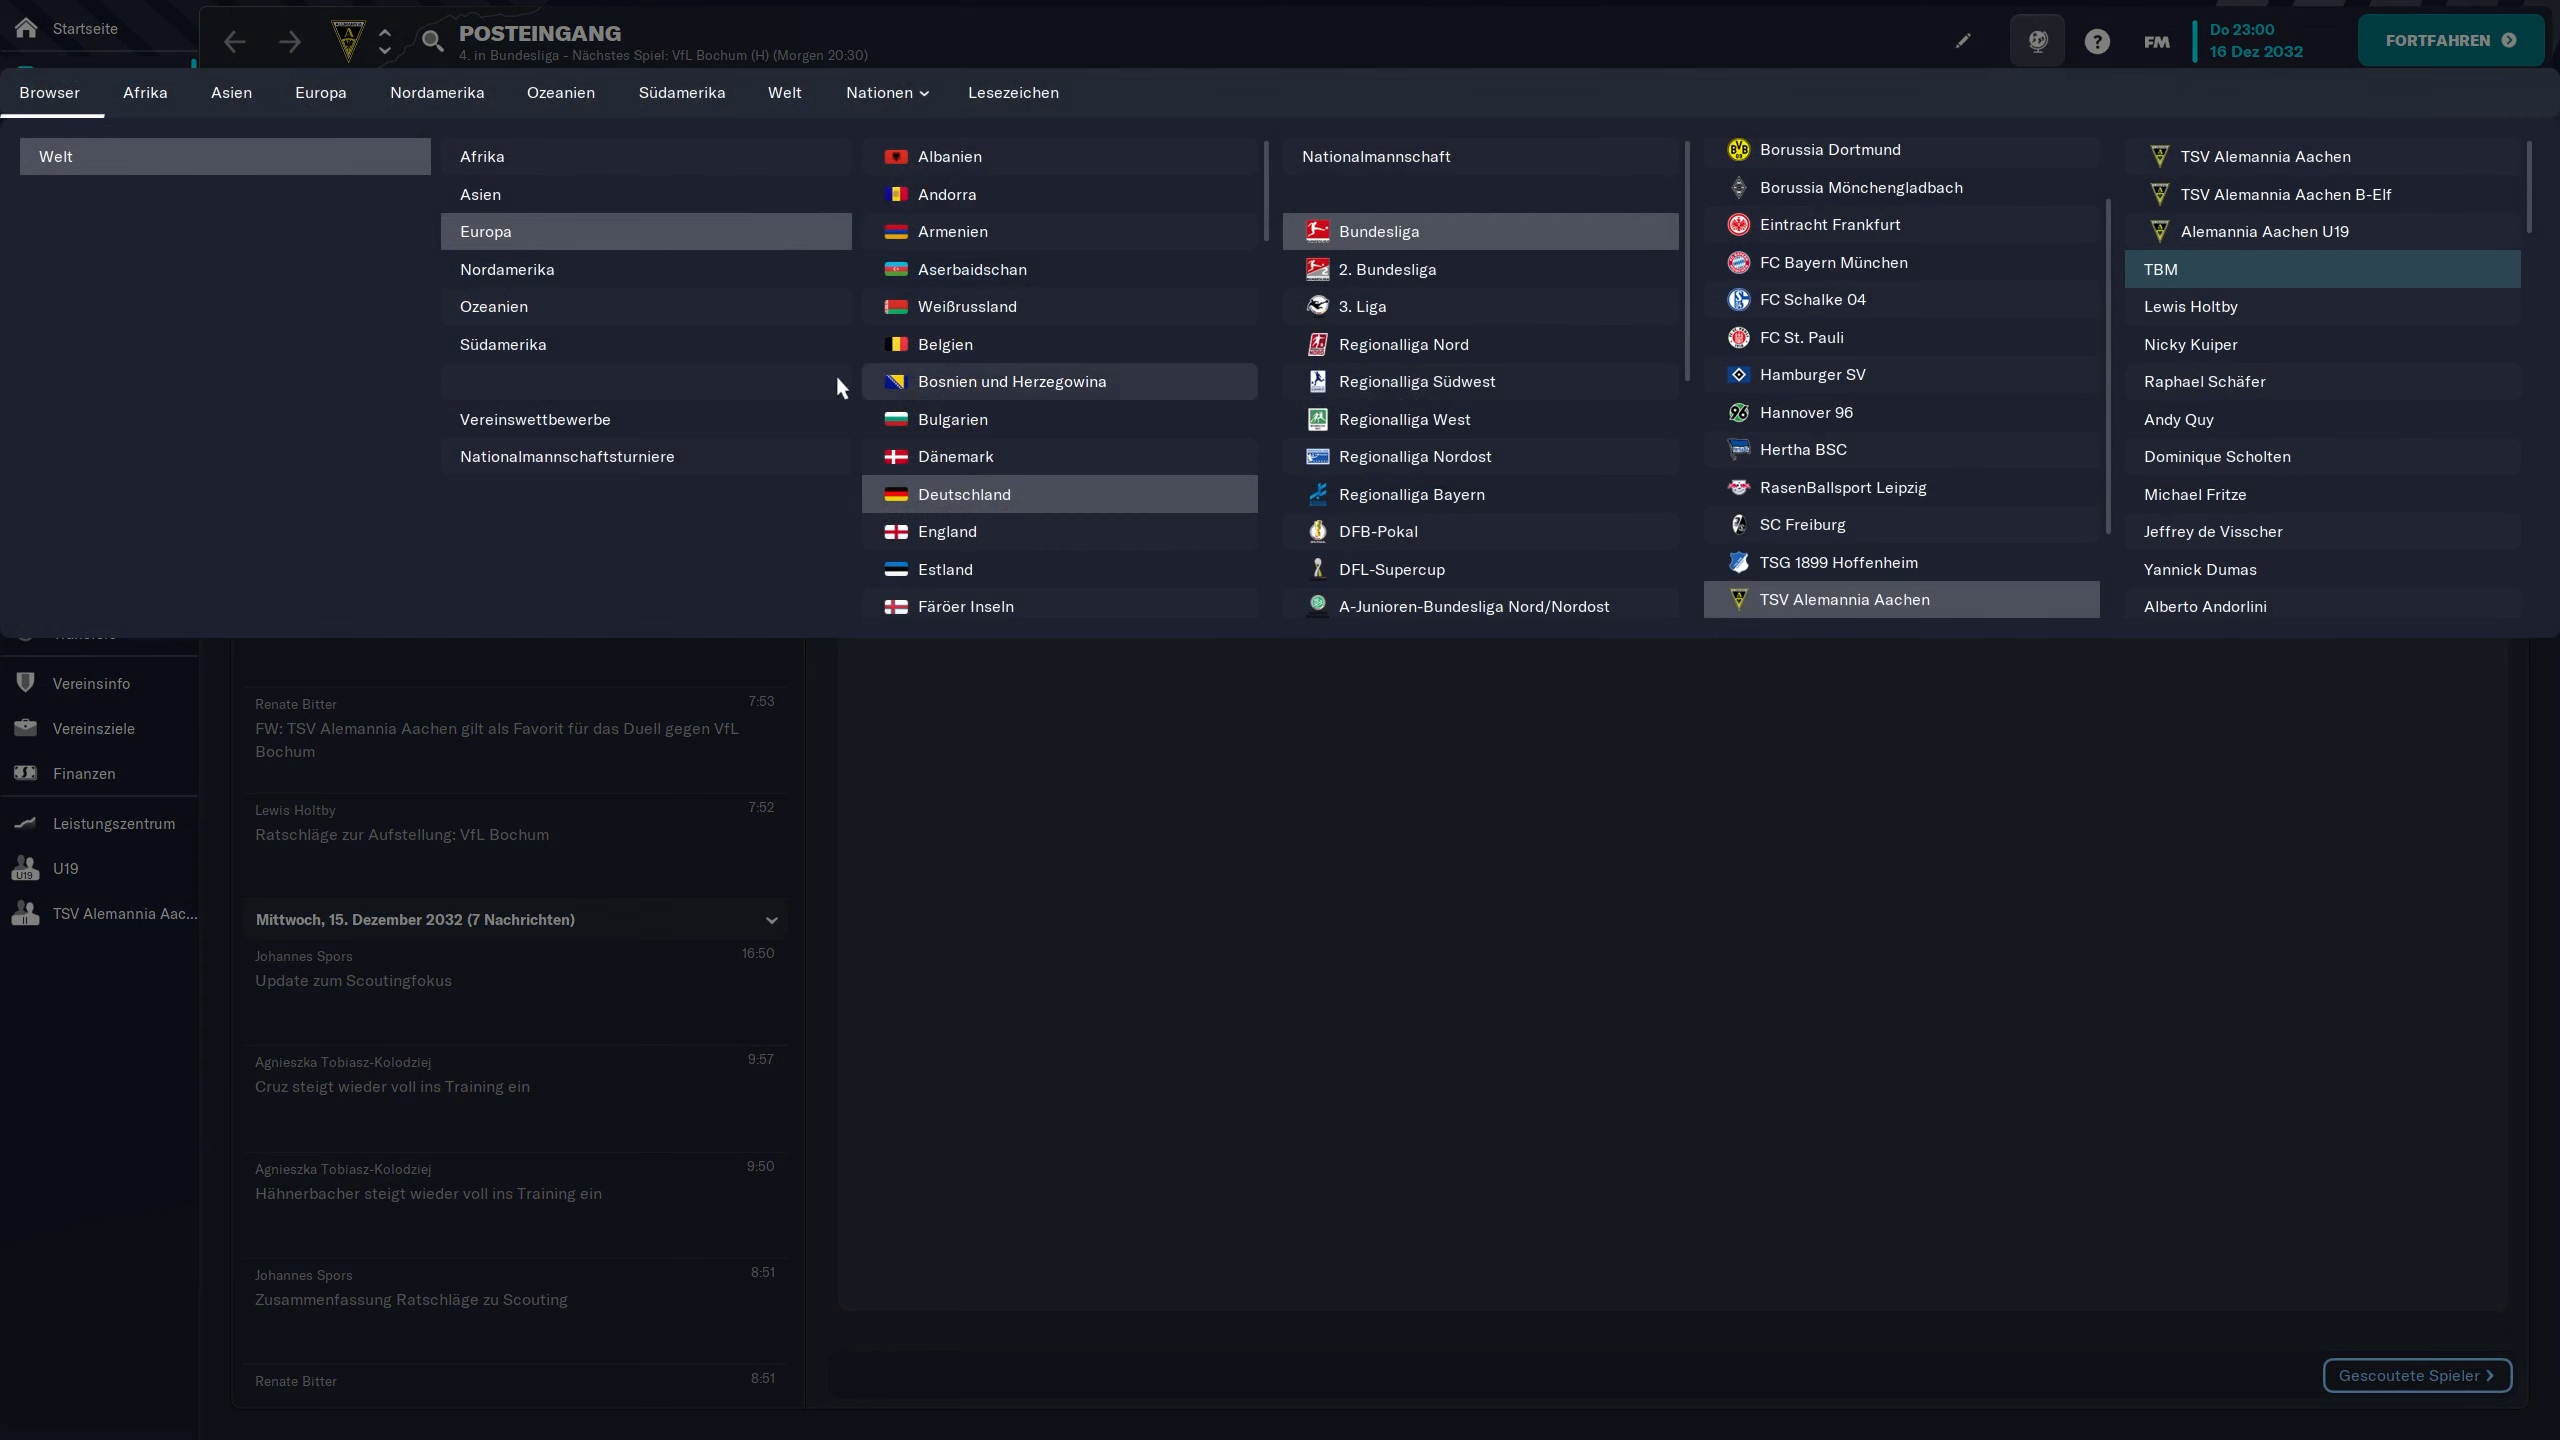 Startseite
POSTEINGANG
4. in Bundesliga - Nächstes Spiel: VfL Bochum (H) (Morgen 20:30)
FM
Do 23:00
16 Dez 2032
FORTFAHREN
Browser
Afrika
Asien
Europa
Nordamerika
Ozeanien
Südamerika
Welt
Nationen
Lesezeichen
Welt
Afrika
Asien
Europa
Nordamerika
Ozeanien
Südamerika
Vereinswettbewerbe
Nationalmannschaftsturniere
Albanien
Andorra
Armenien
Aserbaidschan
Weißrussland
Belgien
Bosnien und Herzegowina
Bulgarien
Dänemark
Deutschland
England
Estland
Färöer Inseln
Nationalmannschaft
Bundesliga
2. Bundesliga
3. Liga
Regionalliga Nord
Regionalliga Südwest
Regionalliga West
Regionalliga Nordost
Regionalliga Bayern
DFB-Pokal
DFL-Supercup
A-Junioren-Bundesliga Nord/Nordost
Borussia Dortmund
Borussia Mönchengladbach
Eintracht Frankfurt
FC Bayern München
FC Schalke 04
FC St. Pauli
Hamburger SV
Hannover 96
Hertha BSC
RasenBallsport Leipzig
SC Freiburg
TSG 1899 Hoffenheim
TSV Alemannia Aachen
TSV Alemannia Aachen
TSV Alemannia Aachen B-Elf
Alemannia Aachen U19
TBM
Lewis Holtby
Nicky Kuiper
Raphael Schäfer
Andy Quy
Dominique Scholten
Michael Fritze
Jeffrey de Visscher
Yannick Dumas
Alberto Andorlini
Vereinsinfo
Vereinsziele
Finanzen
Leistungszentrum
U19
TSV Alemannia Aac...
Renate Bitter
7:53
FW: TSV Alemannia Aachen gilt als Favorit für das Duell gegen VfL
Bochum
Lewis Holtby
7:52
Ratschläge zur Aufstellung: VfL Bochum
Mittwoch, 15. Dezember 2032 (7 Nachrichten)
Johannes Spors
16:50
Update zum Scoutingfokus
Agnieszka Tobiasz-Kolodziej
9:57
Cruz steigt wieder voll ins Training ein
Agnieszka Tobiasz-Kolodziej
9:50
Hähnerbacher steigt wieder voll ins Training ein
Johannes Spors
8:51
Zusammenfassung Ratschläge zu Scouting
Renate Bitter
8:51
Gescoutete Spieler